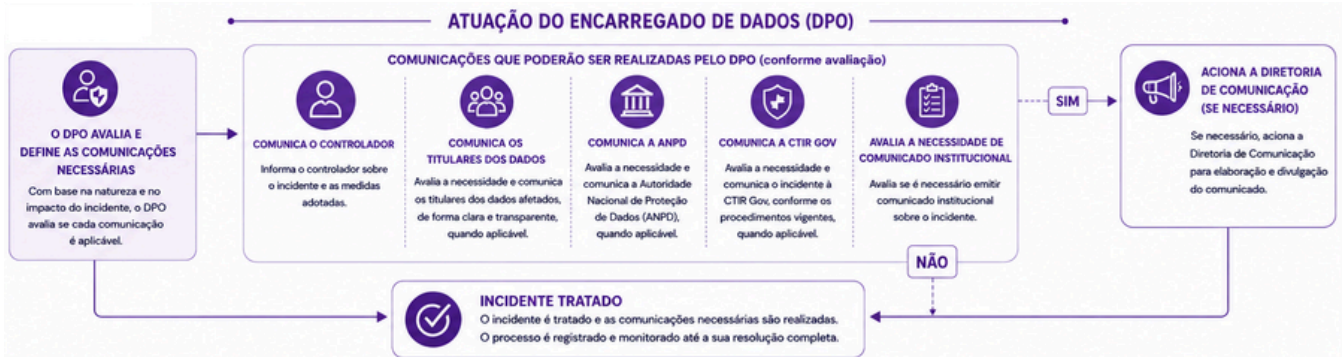 ATUAÇÃO DO ENCARREGADO DE DADOS (DPO)
O DPO AVALIA E
DEFINE AS COMUNICAÇÕES
NECESSÁRIAS
Com base na natureza e no
impacto do incidente, o DPO
avalia se cada comunicação
é aplicável.
COMUNICAÇÕES QUE PODERÃO SER REALIZADAS PELO DPO (conforme avaliação)
COMUNICA O CONTROLADOR
Informa o controlador sobre
o incidente e as medidas
adotadas.
COMUNICA OS
TITULARES DOS DADOS
Avalia a necessidade e comunica
os titulares dos dados afetados,
de forma clara e transparente,
quando aplicável.
COMUNICA A ANPD
Avalia a necessidade e
comunica a Autoridade
Nacional de Proteção
de Dados (ANPD),
quando aplicável.
COMUNICA A CTIR GOV
Avalia a necessidade e
comunica o incidente à
CTIR Gov, conforme os
procedimentos vigentes,
quando aplicável.
AVALIA A NECESSIDADE DE
COMUNICADO INSTITUCIONAL
Avalia se é necessário emitir
comunicado institucional
sobre o incidente.
SIM
ACIONA A DIRETORIA
DE COMUNICAÇÃO
(SE NECESSÁRIO)
Se necessário, aciona a
Diretoria de Comunicação
para elaboração e divulgação
do comunicado.
NÃO
INCIDENTE TRATADO
O incidente é tratado e as comunicações necessárias são realizadas.
O processo é registrado e monitorado até a sua resolução completa.